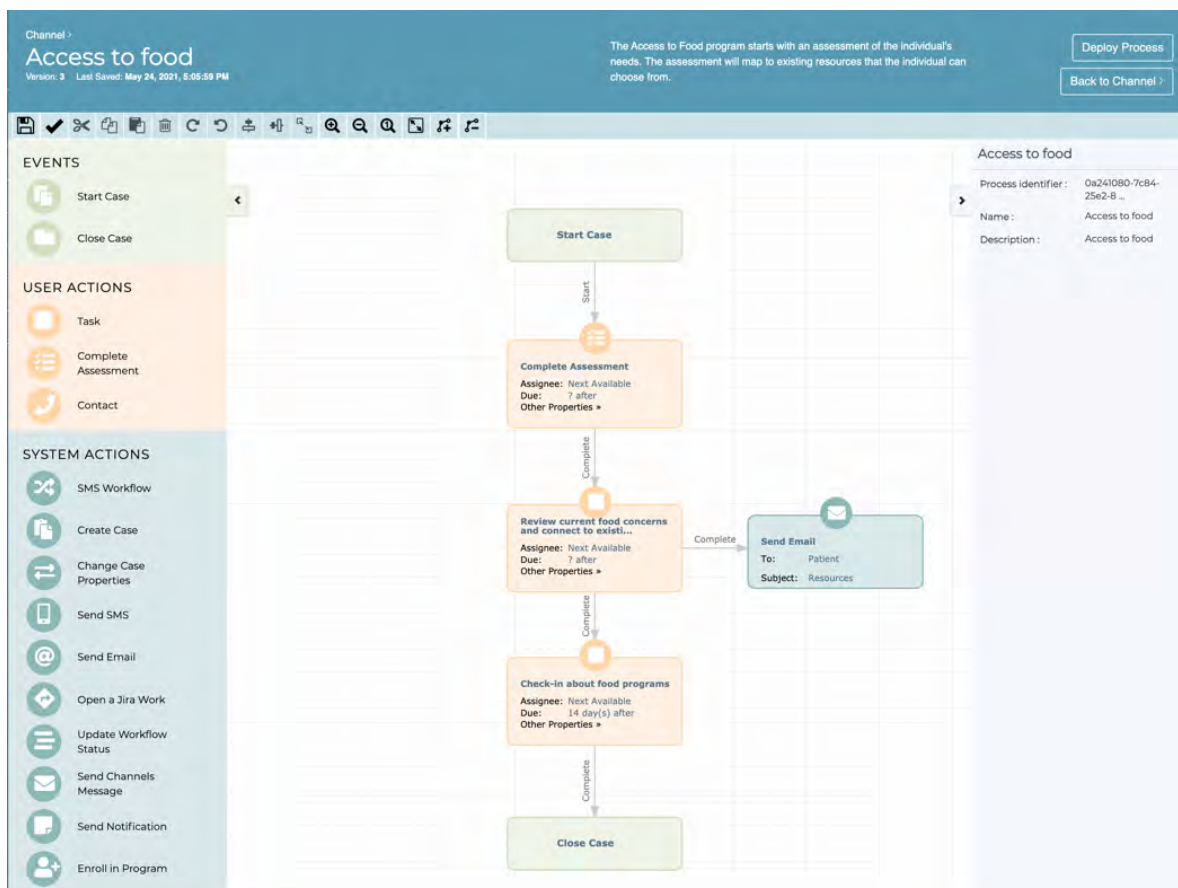 Channel >
Access to food
Version: 3 Last Saved: May 24, 2021, 5:05:59 PM
The Access to Food program starts with an assessment of the individual's
needs. The assessment will map to existing resources that the individual can
choose from.
Deploy Process
Back to Channel >
EVENTS
Start Case
Close Case
USER ACTIONS
Task
Complete
Assessment
Contact
SYSTEM ACTIONS
SMS Workflow
Create Case
Change Case
Properties
Send SMS
Send Email
Open a Jira Work
Update Workflow
Status
Send Channels
Message
Send Notification
Enroll in Program
Start Case
Start
Complete Assessment
Assignee: Next Available
Due: ? after
Other Properties »
Complete
Review current food concerns
and connect to existi...
Assignee: Next Available
Due: ? after
Other Properties »
Complete
Send Email
To: Patient
Subject: Resources
Complete
Check-in about food programs
Assignee: Next Available
Due: 14 day(s) after
Other Properties »
Complete
Close Case
Access to food
Process identifier : 0a241080-7c84-
25e2-8 ...
Name : Access to food
Description : Access to food